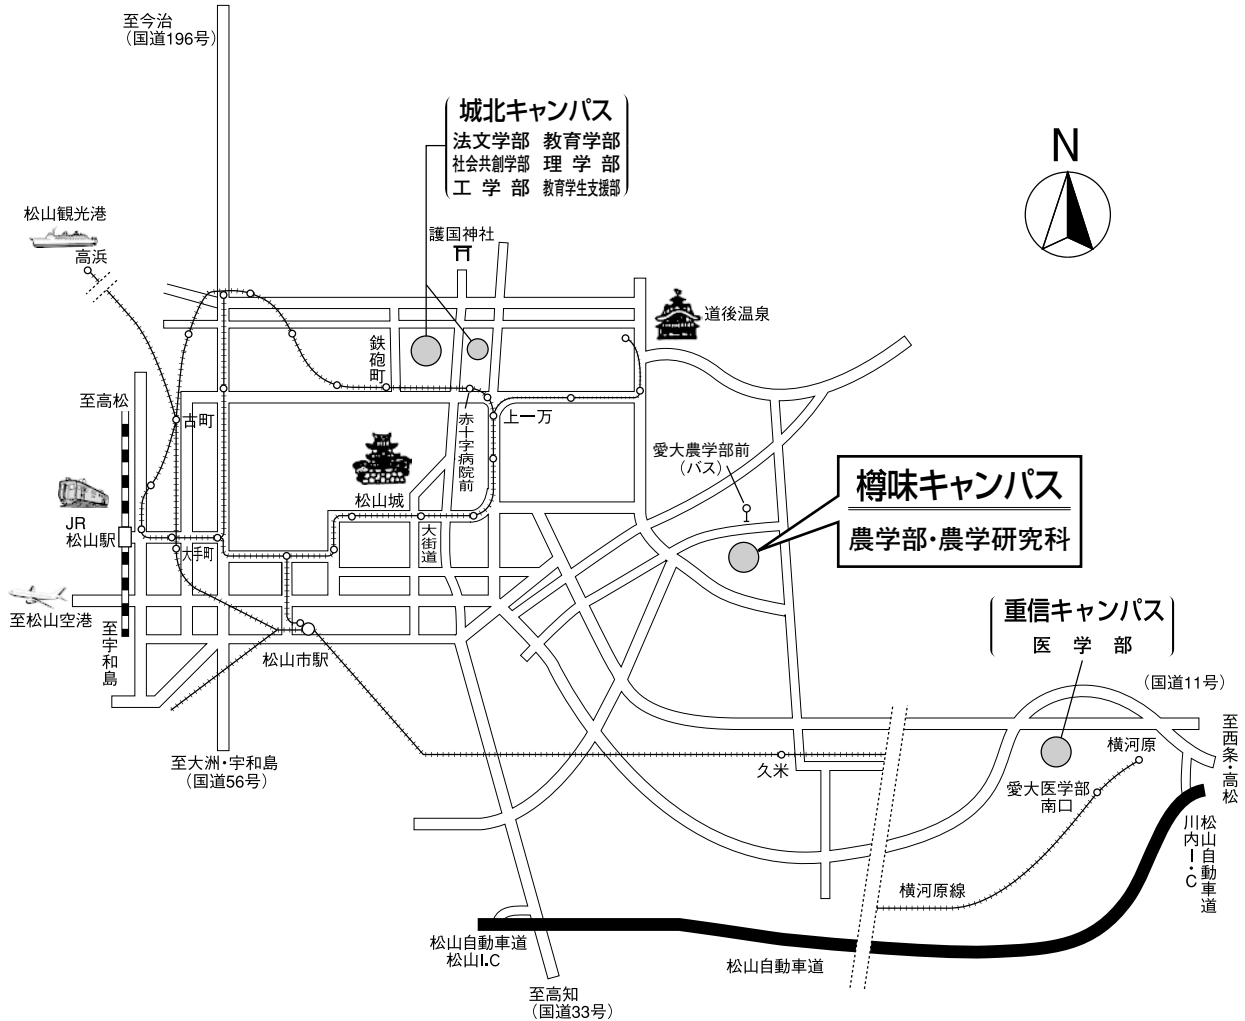 至今治
（国道196号）
城北キャンパス
法文学部 教育学部
社会共創学部 理学部
工学部 教育学生支援部
N
松山観光港
高浜
護国神社
道後温泉
鉄砲町
至高松
古町
赤十字病院前
上一万
愛大農学部前
（バス）
樽味キャンパス
農学部・農学研究科
松山城
JR
松山駅
大手町
大街道
至松山空港
至宇和島
松山市駅
重信キャンパス
医学部
（国道11号）
至西条・高松
横河原
至大洲・宇和島
（国道56号）
久米
愛大医学部
南口
松山自動車道
川内I・C
横河原線
松山自動車道
松山I.C
松山自動車道
至高知
（国道33号）